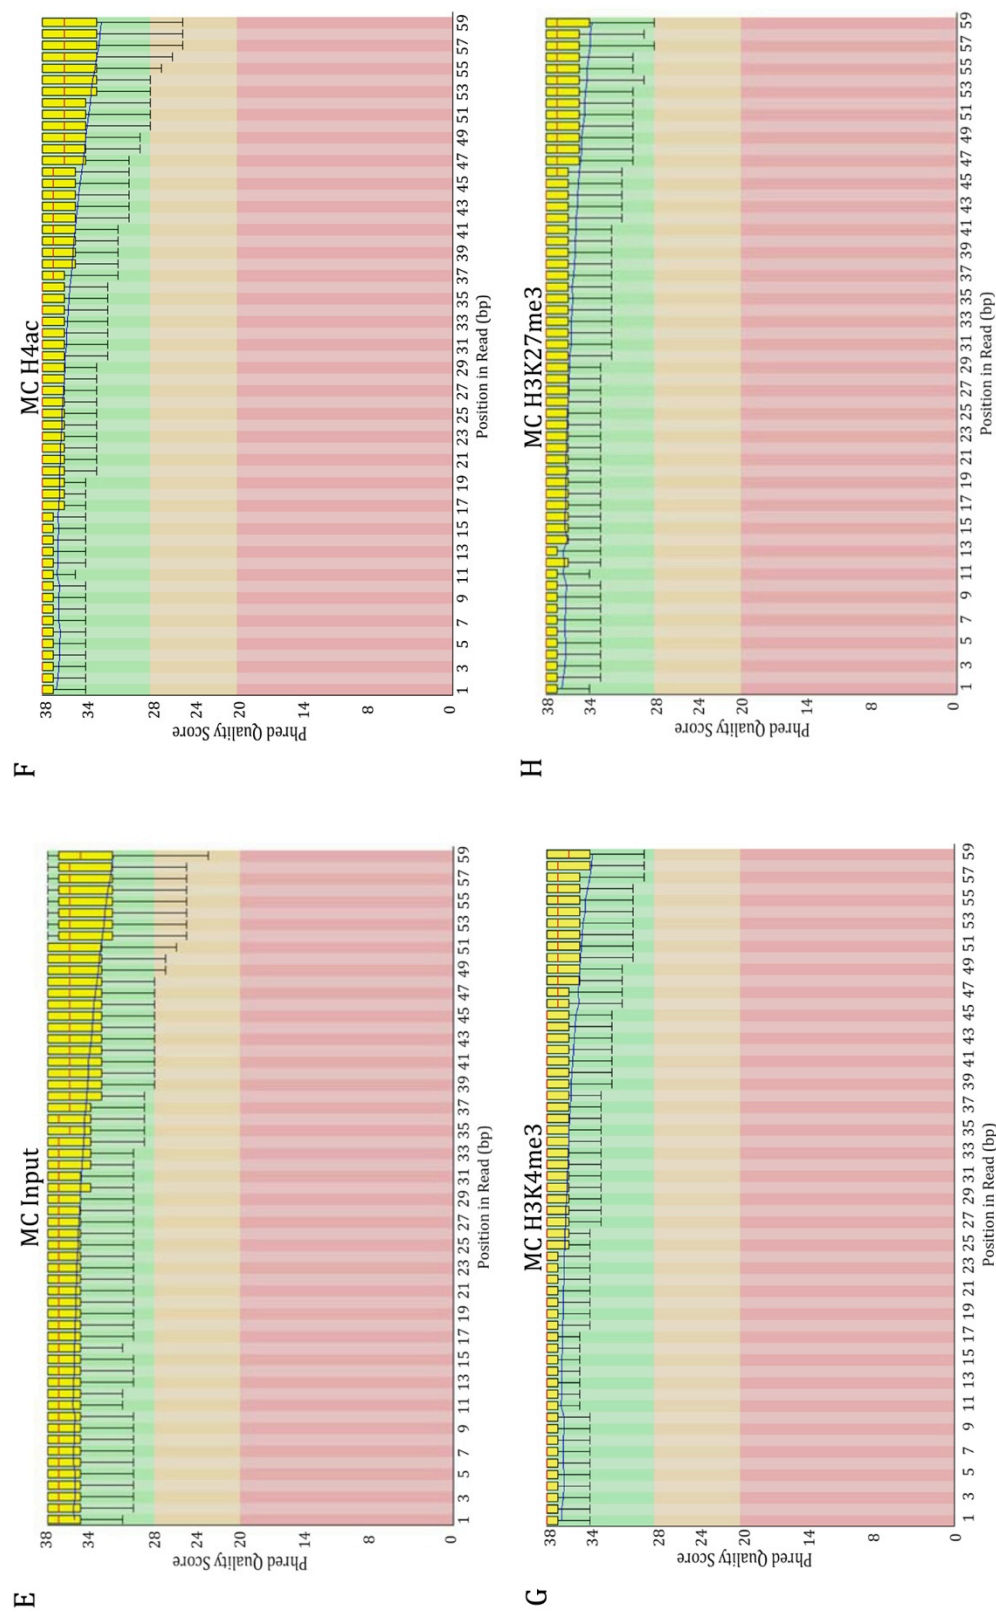 E
MC Input
38
34
28
24
20
14
8
0
Phred Quality Score
1 3 5 7 9 11 13 15 17 19 21 23 25 27 29 31 33 35 37 39 41 43 45 47 49 51 53 55 57 59
Position in Read (bp)
F
MC H4ac
38
34
28
24
20
14
8
0
Phred Quality Score
1 3 5 7 9 11 13 15 17 19 21 23 25 27 29 31 33 35 37 39 41 43 45 47 49 51 53 55 57 59
Position in Read (bp)
G
MC H3K4me3
38
34
28
24
20
14
8
0
Phred Quality Score
1 3 5 7 9 11 13 15 17 19 21 23 25 27 29 31 33 35 37 39 41 43 45 47 49 51 53 55 57 59
Position in Read (bp)
H
MC H3K27me3
38
34
28
24
20
14
8
0
Phred Quality Score
1 3 5 7 9 11 13 15 17 19 21 23 25 27 29 31 33 35 37 39 41 43 45 47 49 51 53 55 57 59
Position in Read (bp)